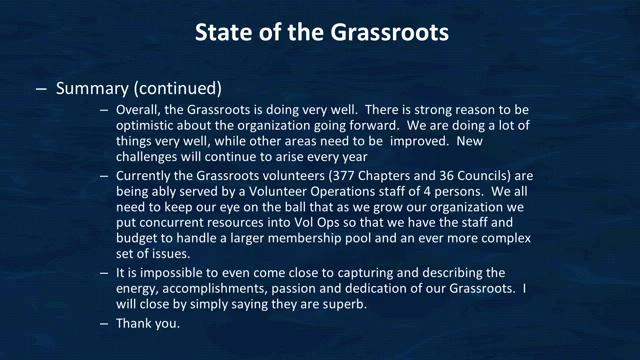 State of the Grassroots
– Summary (continued)
– Overall, the Grassroots is doing very well.  There is strong reason to be
optimistic about the organization going forward.  We are doing a lot of
things very well, while other areas need to be  improved.  New
challenges will continue to arise every year
– Currently the Grassroots volunteers (377 Chapters and 36 Councils) are
being ably served by a Volunteer Operations staff of 4 persons.  We all
need to keep our eye on the ball that as we grow our organization we
put concurrent resources into Vol Ops so that we have the staff and
budget to handle a larger membership pool and an ever more complex
set of issues.
– It is impossible to even come close to capturing and describing the
energy, accomplishments, passion and dedication of our Grassroots.  I
will close by simply saying they are superb.
– Thank you.